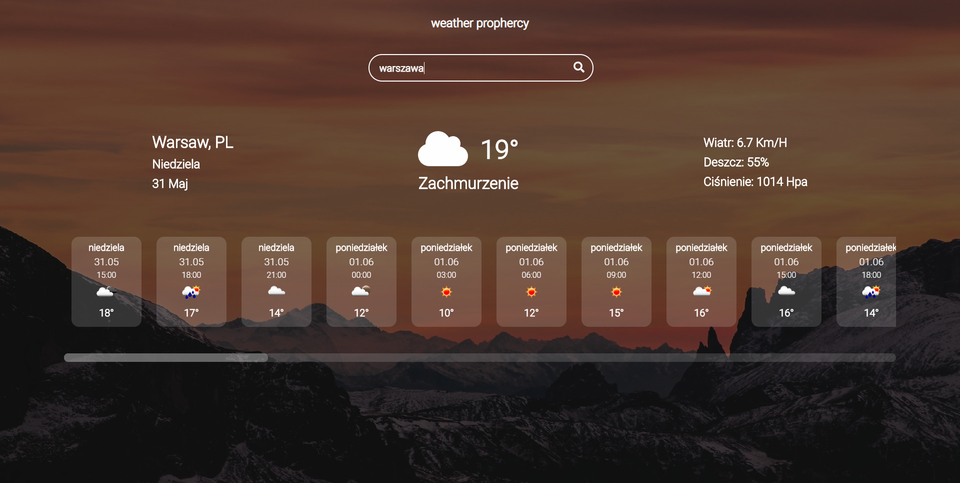 weather prophercy
warszawa
Warsaw, PL
Niedziela
31 Maj
19°
Zachmurzenie
Wiatr: 6.7 Km/H
Deszcz: 55%
Ciśnienie: 1014 Hpa
niedziela
31.05
15:00
18°
niedziela
31.05
18:00
17°
niedziela
31.05
21:00
14°
poniedziałek
01.06
00:00
12°
poniedziałek
01.06
03:00
10°
poniedziałek
01.06
06:00
12°
poniedziałek
01.06
09:00
15°
poniedziałek
01.06
12:00
16°
poniedziałek
01.06
15:00
16°
poniedziałek
01.06
18:00
14°